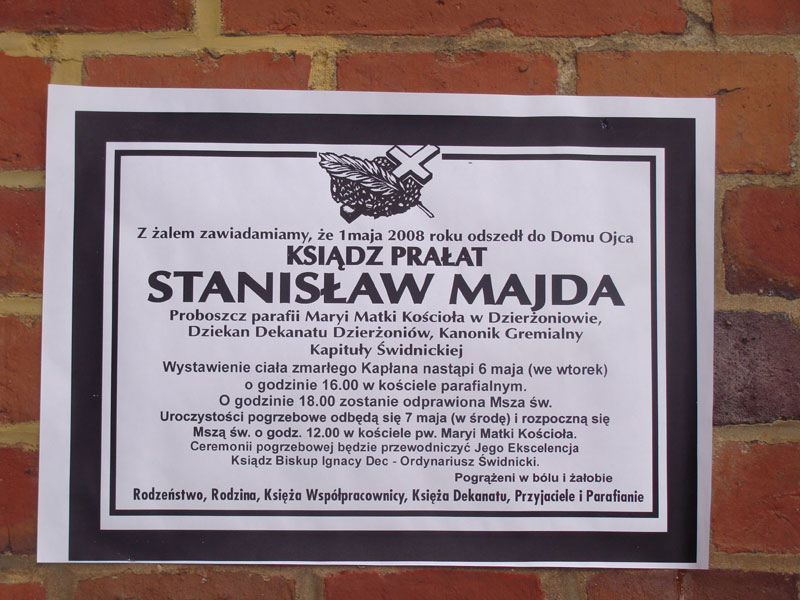 Z żalem zawiadamiamy, że 1 maja 2008 roku odszedł do Domu Ojca
KSIĄDZ PRAŁAT
STANISŁAW MAJDA
Proboszcz parafii Maryi Matki Kościoła w Dzierżoniowie,
Dziekan Dekanatu Dzierżoniów, Kanonik Gremialny
Kapituły Świdnickiej
Wystawienie ciała zmarłego Kapłana nastąpi 6 maja (we wtorek)
o godzinie 16.00 w kościele parafialnym.
O godzinie 18.00 zostanie odprawiona Msza św.
Uroczystości pogrzebowe odbędą się 7 maja (w środę) i rozpoczną się
Mszą św. o godz. 12.00 w kościele pw. Maryi Matki Kościoła.
Ceremonii pogrzebowej będzie przewodniczyć Jego Ekscelencja
Ksiądz Biskup Ignacy Dec - Ordynariusz Świdnicki.
Pogrążeni w bólu i żałobie
Rodzeństwo, Rodzina, Księża Współpracownicy, Księża Dekanatu, Przyjaciele i Parafianie